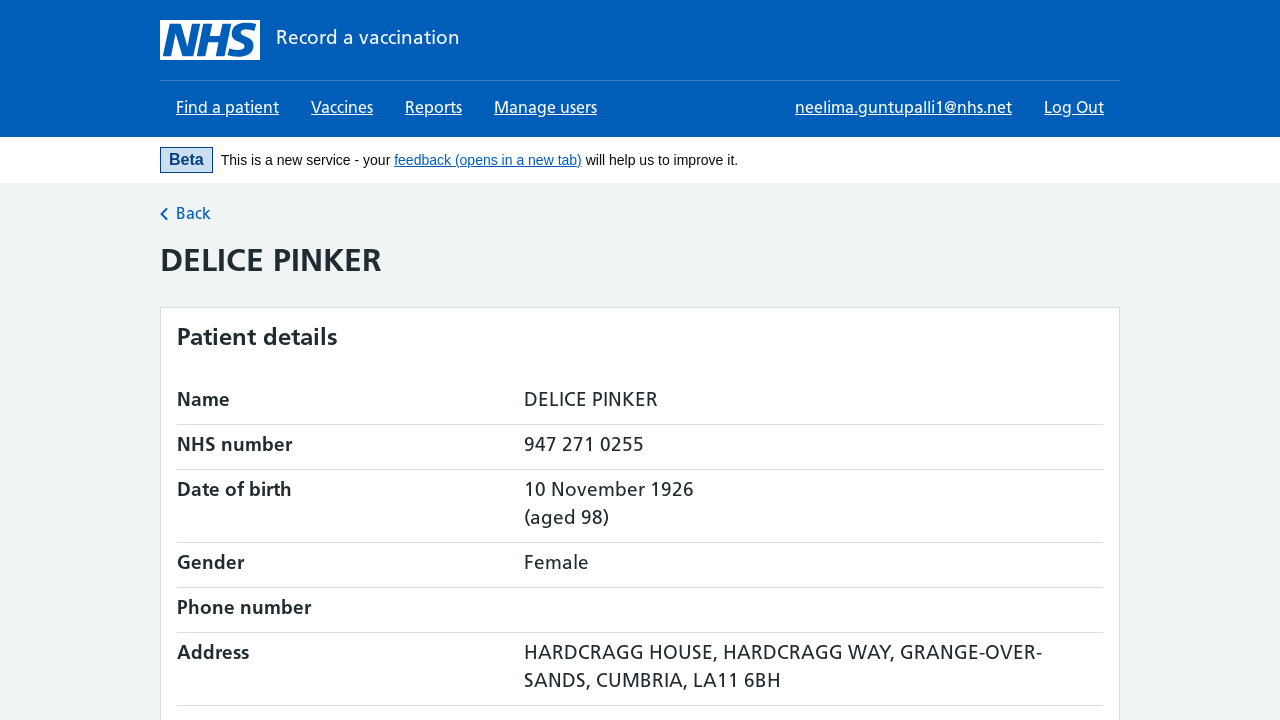 NHS Record a vaccination
Find a patient Vaccines Reports Manage users neelima.guntupalli1@nhs.net Log Out
Beta This is a new service - your feedback (opens in a new tab) will help us to improve it.
Back
DELICE PINKER
Patient details
Name DELICE PINKER
NHS number 947 271 0255
Date of birth 10 November 1926
(aged 98)
Gender Female
Phone number
Address HARDCRAGG HOUSE, HARDCRAGG WAY, GRANGE-OVER-
SANDS, CUMBRIA, LA11 6BH